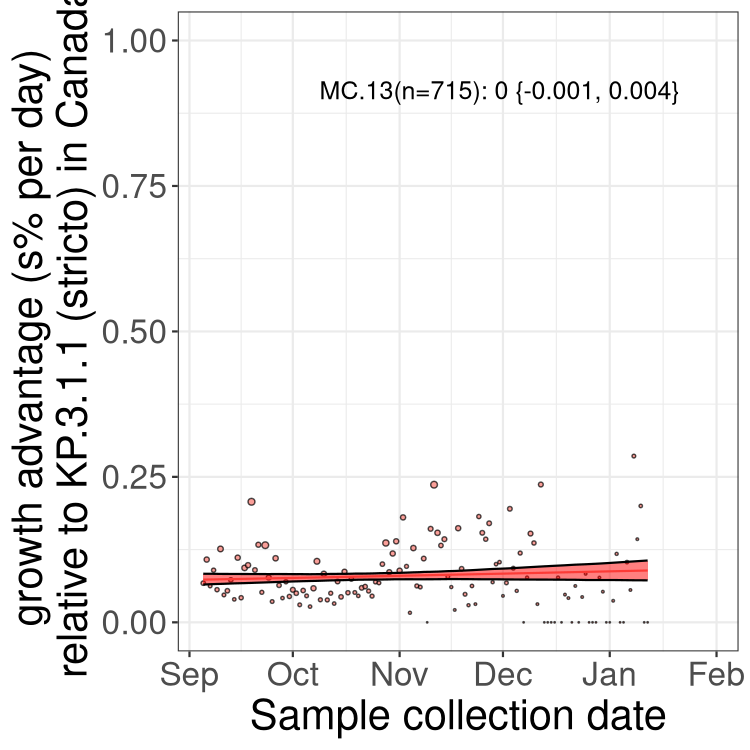 growth advantage (s% per day)
relative to KP.3.1.1 (stricto) in Canada
1.00
MC.13(n=715): 0 {-0.001, 0.004}
0.75
0.50
0.25
0.00
Sep Oct Nov Dec Jan Feb
Sample collection date